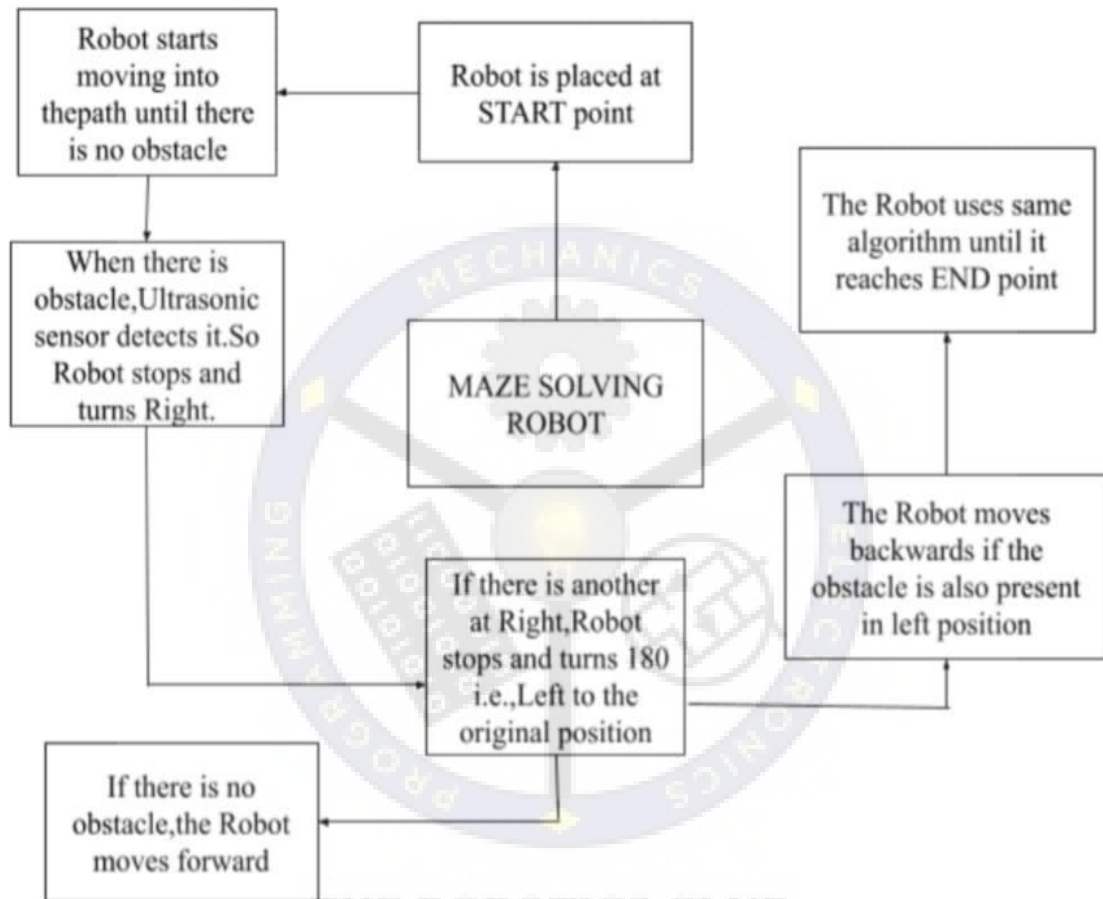 Robot starts
moving into
thepath until there
is no obstacle
Robot is placed at
START point
When there is
obstacle,Ultrasonic
sensor detects it.So
Robot stops and
turns Right.
MAZE SOLVING
ROBOT
The Robot uses same
algorithm until it
reaches END point
The Robot moves
backwards if the
obstacle is also present
in left position
If there is another
at Right,Robot
stops and turns 180
i.e.,Left to the
original position
If there is no
obstacle,the Robot
moves forward
MECHANICS
PROGRAMMING
ELECTRONICS